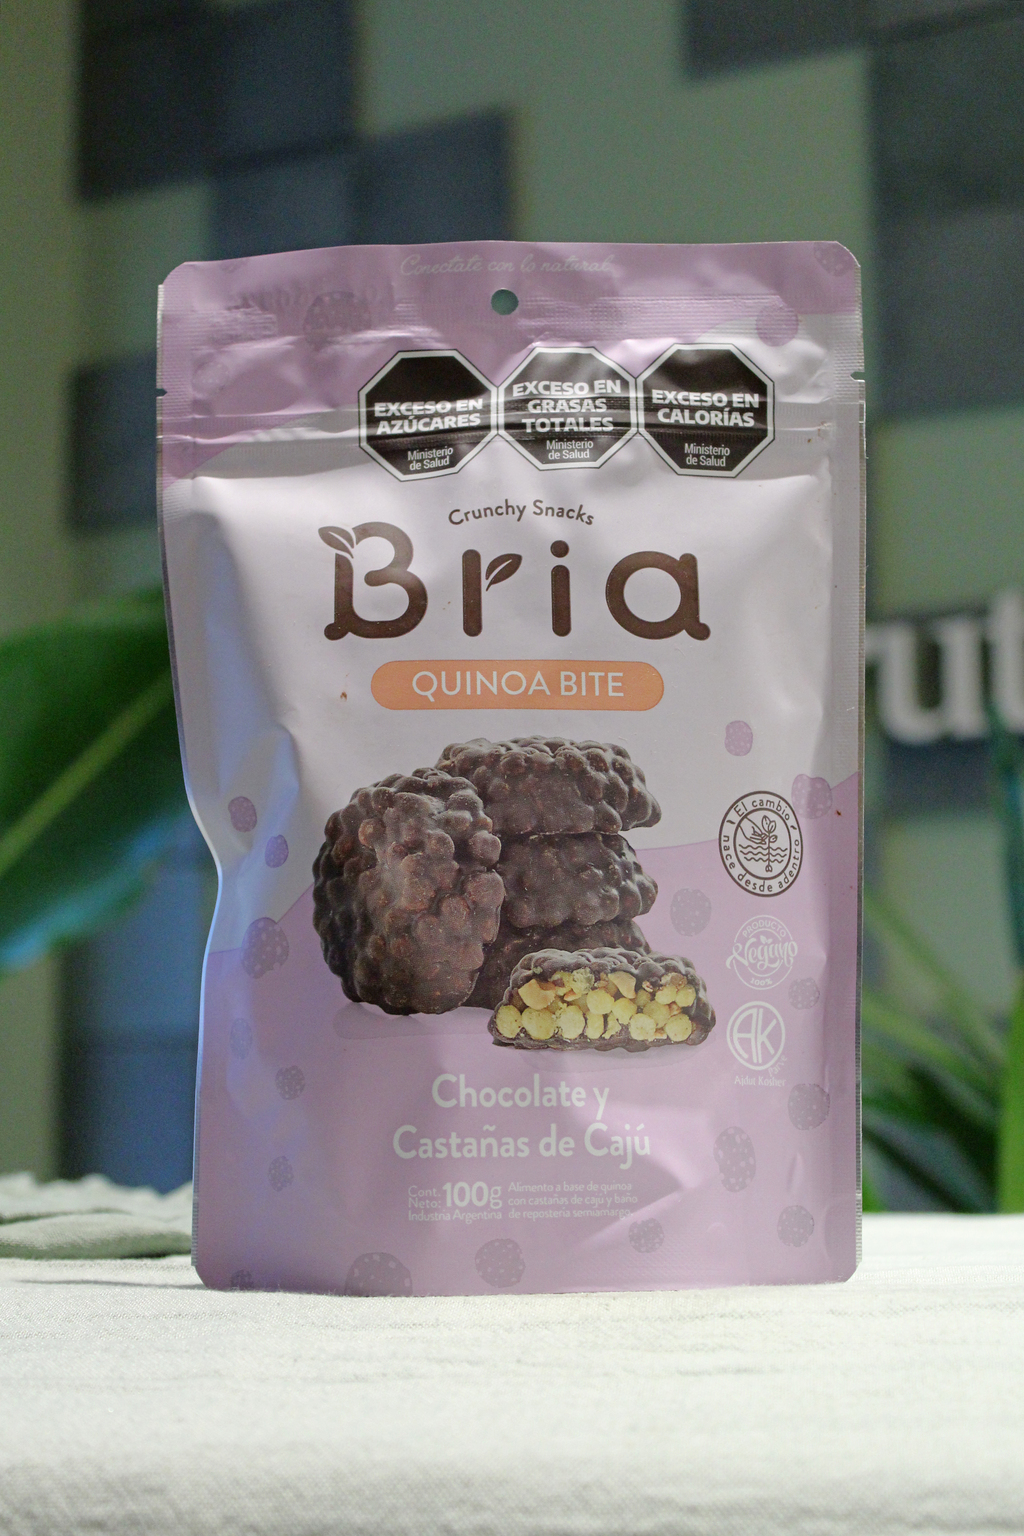 Conectate con lo natural
EXCESO EN
AZÚCARES
Ministerio
de Salud
EXCESO EN
GRASAS
TOTALES
Ministerio
de Salud
EXCESO EN
CALORÍAS
Ministerio
de Salud
Crunchy Snacks
Bria
QUINOA BITE
El cambio
nace desde adentro
PRODUCTO
Vegano
100%
AK
Parve
Ajdut Kosher
Chocolate y
Castañas de Cajú
Cont.
Neto: 100g
Industria Argentina
Alimento a base de quinoa
con castañas de caju y baño
de repostería semiamargo.
rut